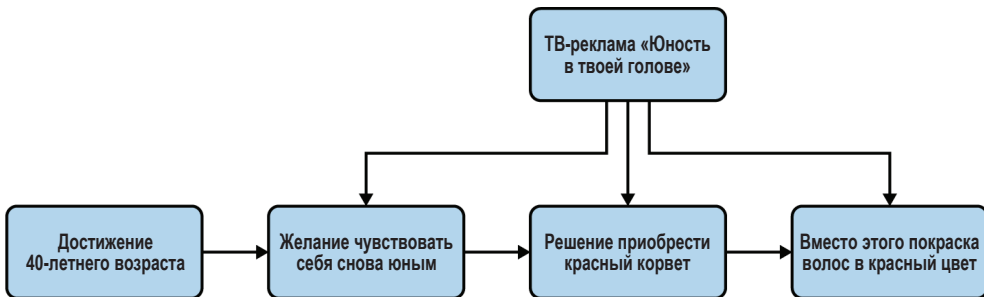 ТВ-реклама «Юность
в твоей голове»
Достижение
40-летнего возраста
Желание чувствовать
себя снова юным
Решение приобрести
красный корвет
Вместо этого покраска
волос в красный цвет